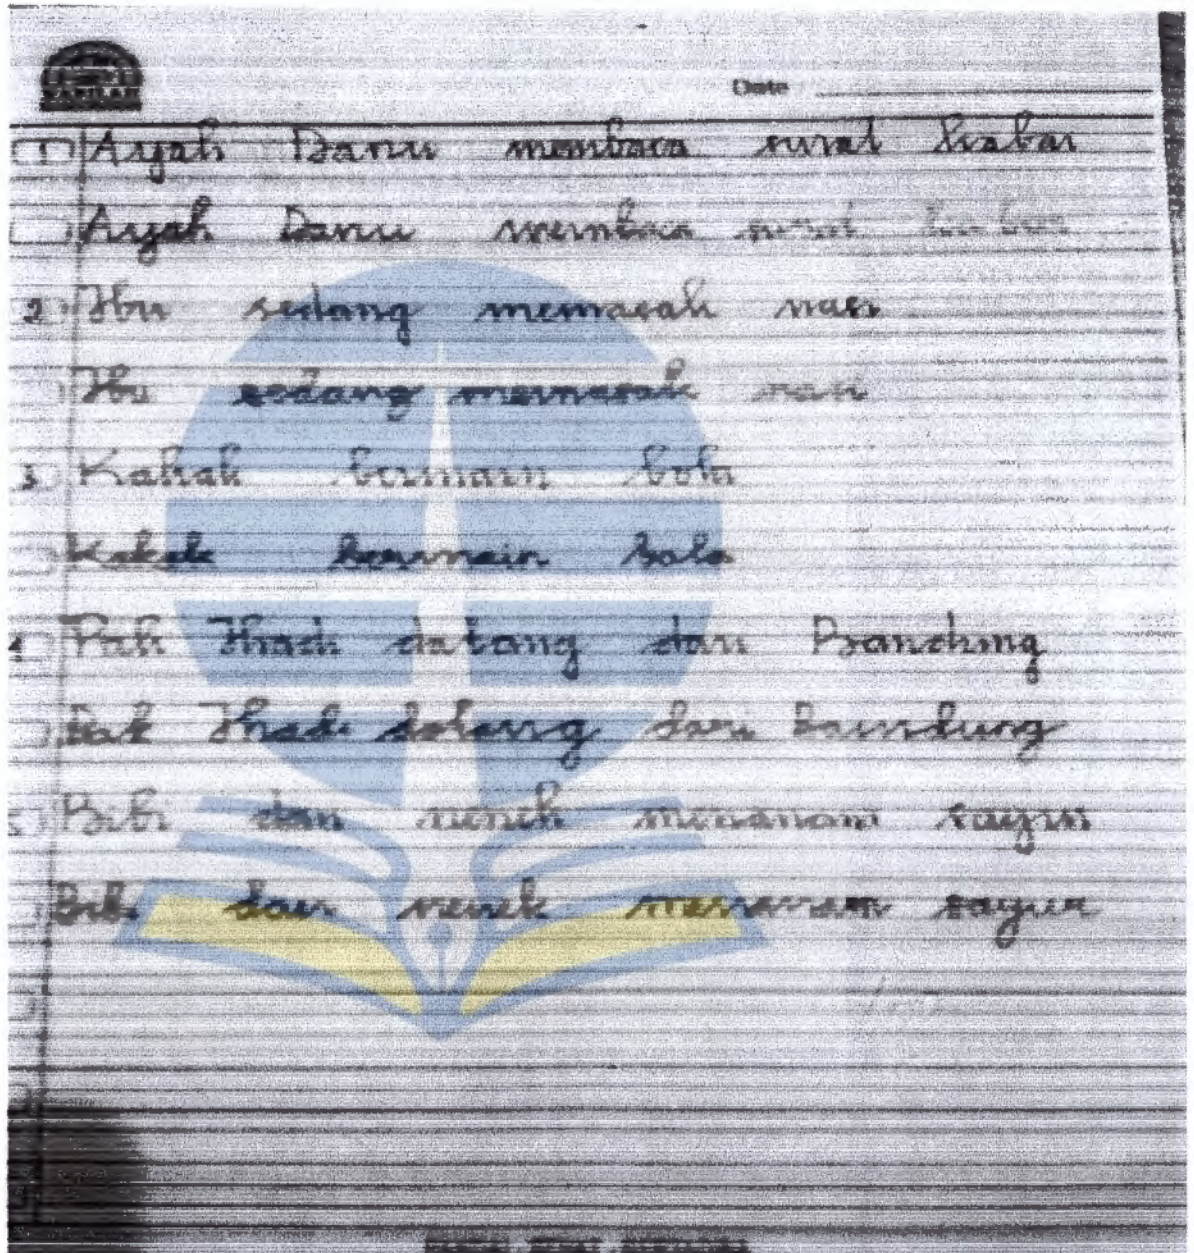 Date
1 Ayah Danu membaca surat kabar
Ayah Danu membaca surat kabar
2 Ibu sedang memasak nasi
Ibu sedang memasak nasi
3 Kakak bermain bola
Kakak bermain bola
4 Pak Ihadi datang dari Bandung
Pak Ihadi datang dari Bandung
5 Bibi dan nenek menanam sayur
Bibi dan nenek menanam sayur